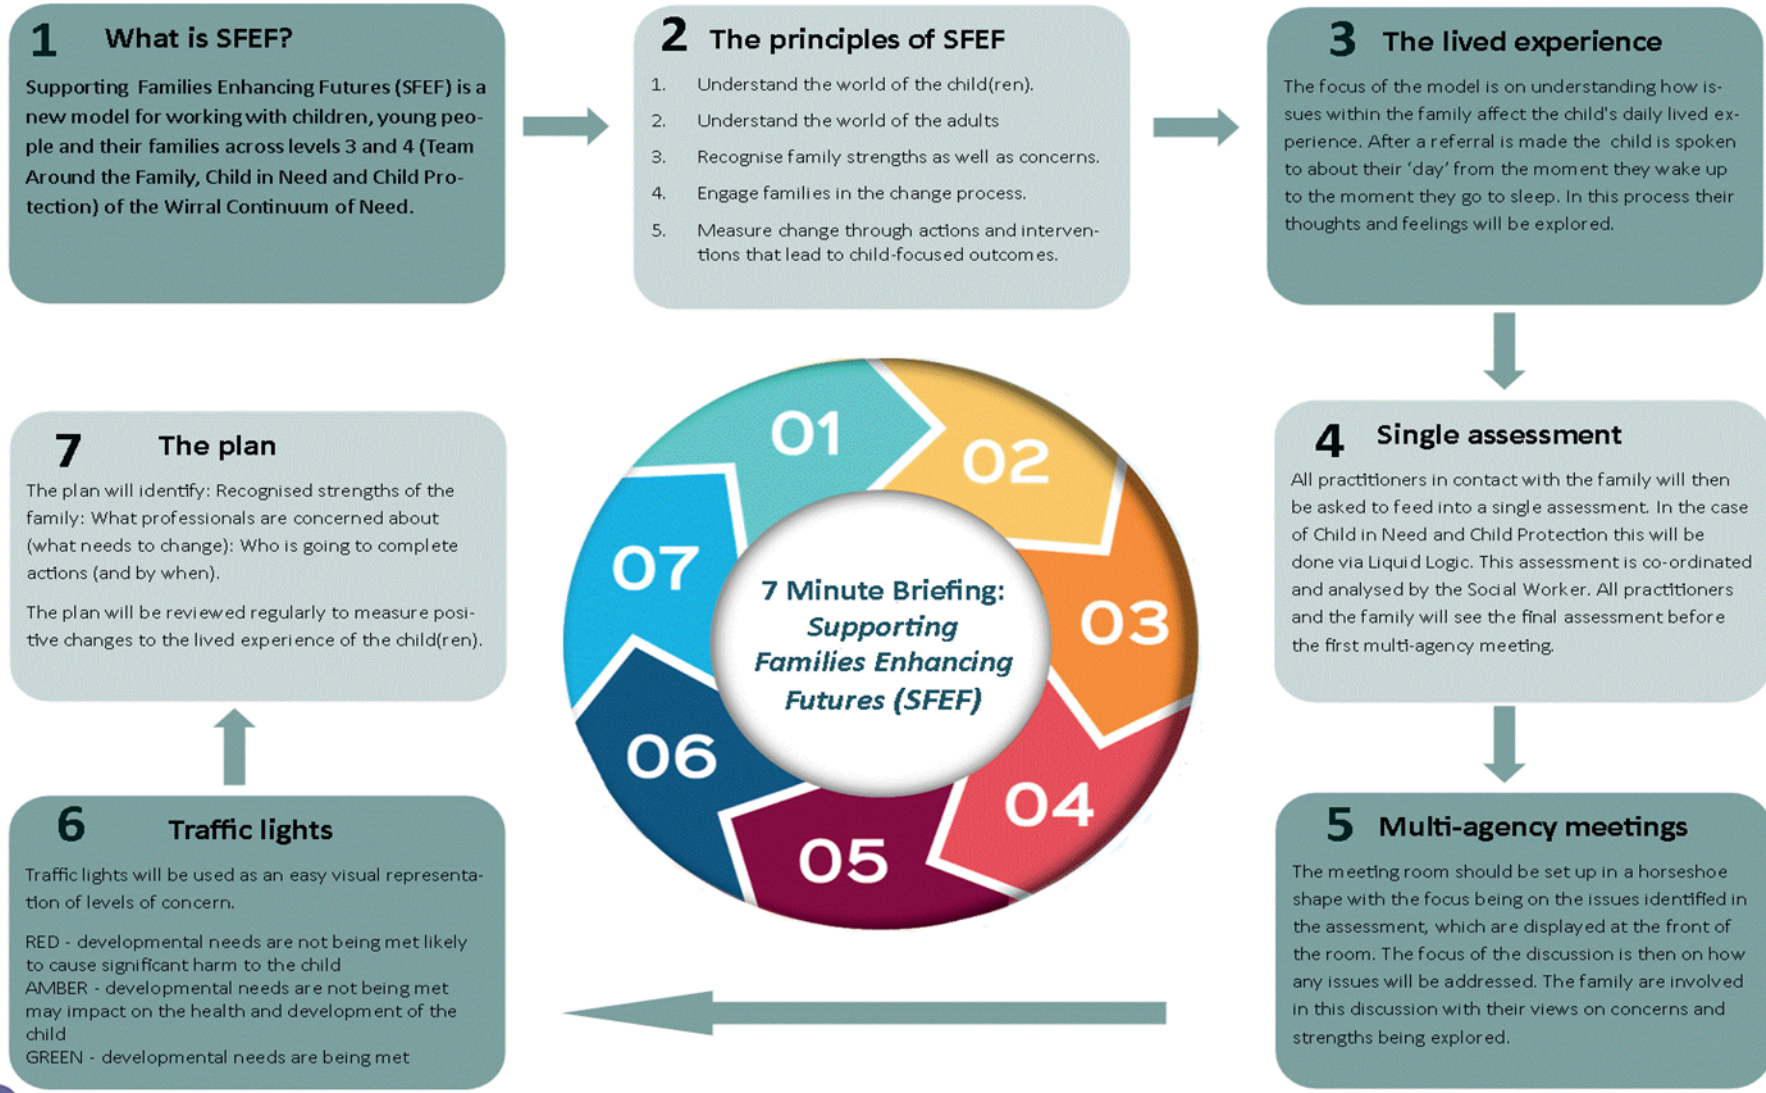 1 What is SFEF?
Supporting Families Enhancing Futures (SFEF) is a
new model for working with children, young peo-
ple and their families across levels 3 and 4 (Team
Around the Family, Child in Need and Child Pro-
tection) of the Wirral Continuum of Need.
2 The principles of SFEF
1. Understand the world of the child(ren).
2. Understand the world of the adults
3. Recognise family strengths as well as concerns.
4. Engage families in the change process.
5. Measure change through actions and interven-
tions that lead to child-focused outcomes.
3 The lived experience
The focus of the model is on understanding how is-
sues within the family affect the child's daily lived ex-
perience. After a referral is made the child is spoken
to about their ‘day’ from the moment they wake up
to the moment they go to sleep. In this process their
thoughts and feelings will be explored.
4 Single assessment
All practitioners in contact with the family will then
be asked to feed into a single assessment. In the case
of Child in Need and Child Protection this will be
done via Liquid Logic. This assessment is co-ordinated
and analysed by the Social Worker. All practitioners
and the family will see the final assessment before
the first multi-agency meeting.
5 Multi-agency meetings
The meeting room should be set up in a horseshoe
shape with the focus being on the issues identified in
the assessment, which are displayed at the front of
the room. The focus of the discussion is then on how
any issues will be addressed. The family are involved
in this discussion with their views on concerns and
strengths being explored.
6 Traffic lights
Traffic lights will be used as an easy visual representa-
tion of levels of concern.
RED - developmental needs are not being met likely
to cause significant harm to the child
AMBER - developmental needs are not being met
may impact on the health and development of the
child
GREEN - developmental needs are being met
7 The plan
The plan will identify: Recognised strengths of the
family: What professionals are concerned about
(what needs to change): Who is going to complete
actions (and by when).
The plan will be reviewed regularly to measure posi-
tive changes to the lived experience of the child(ren).
01
02
03
04
05
06
07
7 Minute Briefing:
Supporting
Families Enhancing
Futures (SFEF)